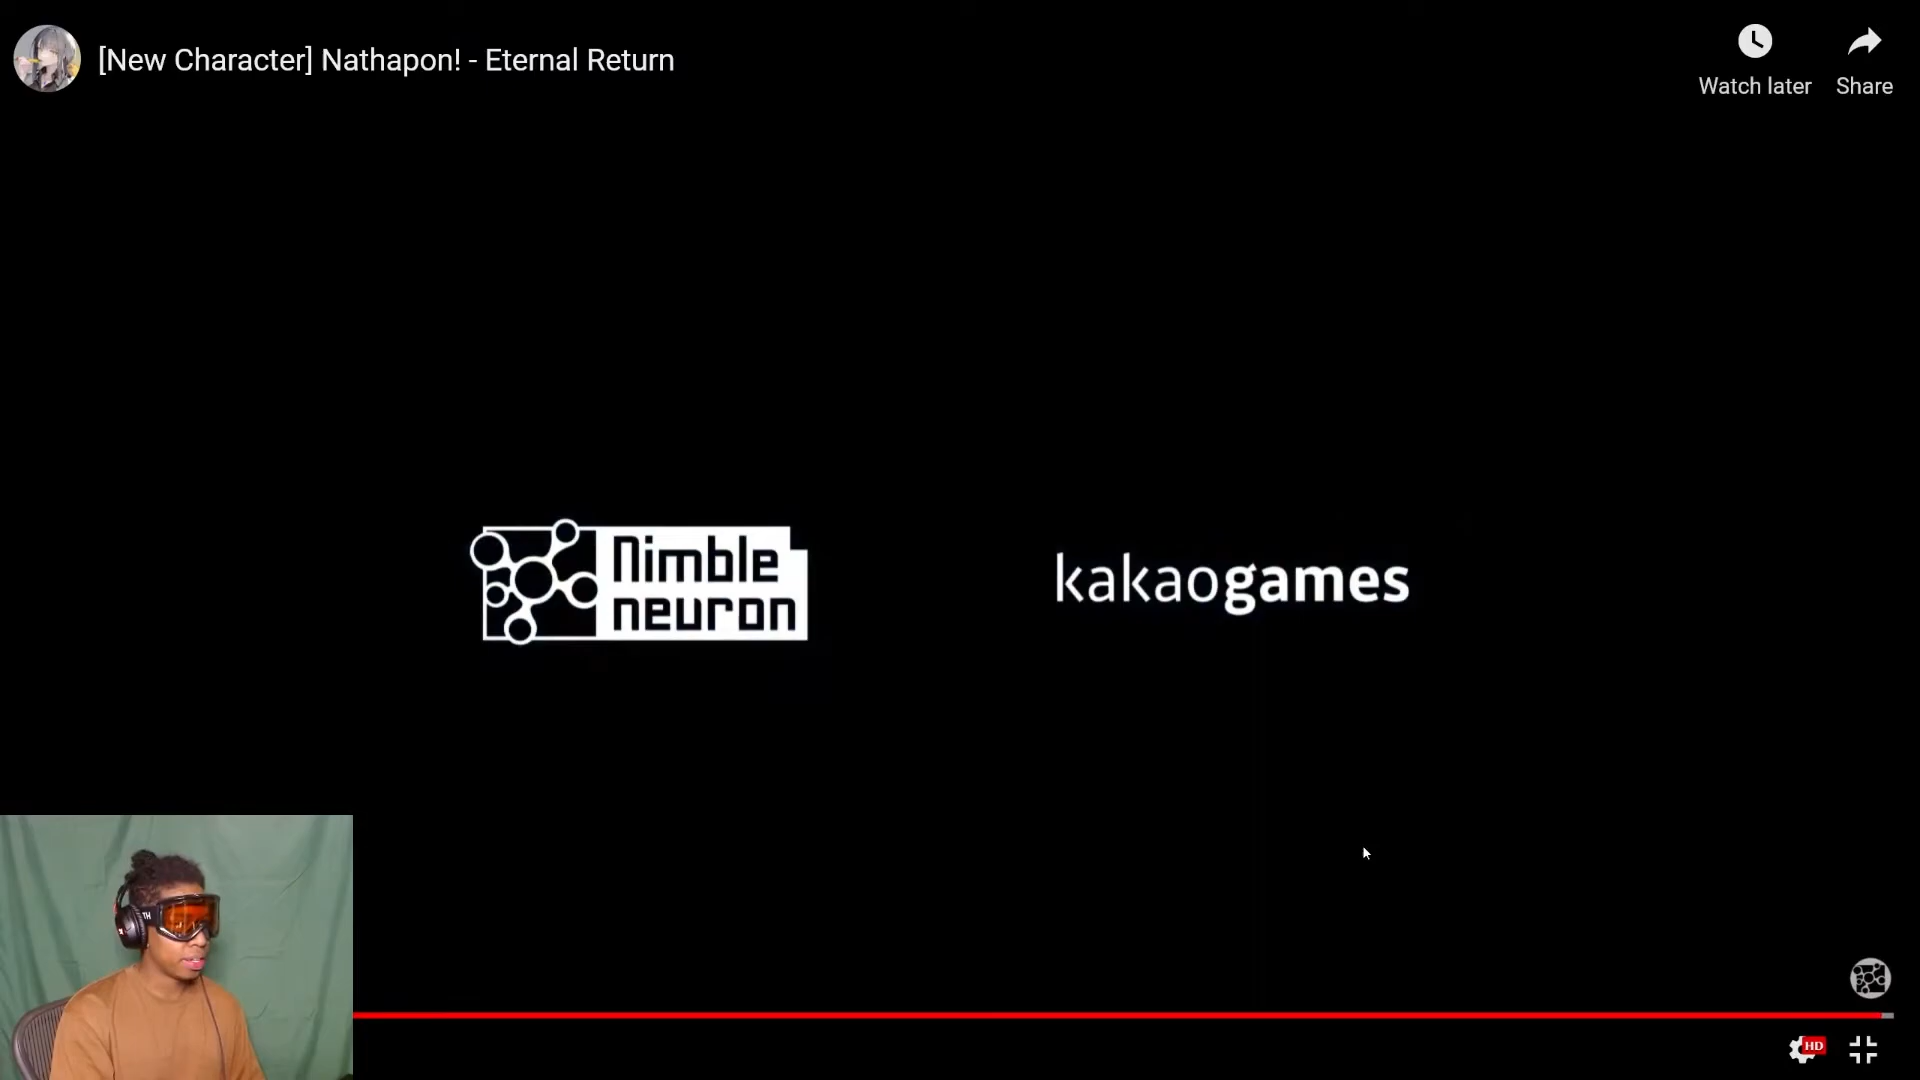 [New Character] Nathapon! - Eternal Return
Watch later
Share
Nimble
neuron
kakaogames
HD